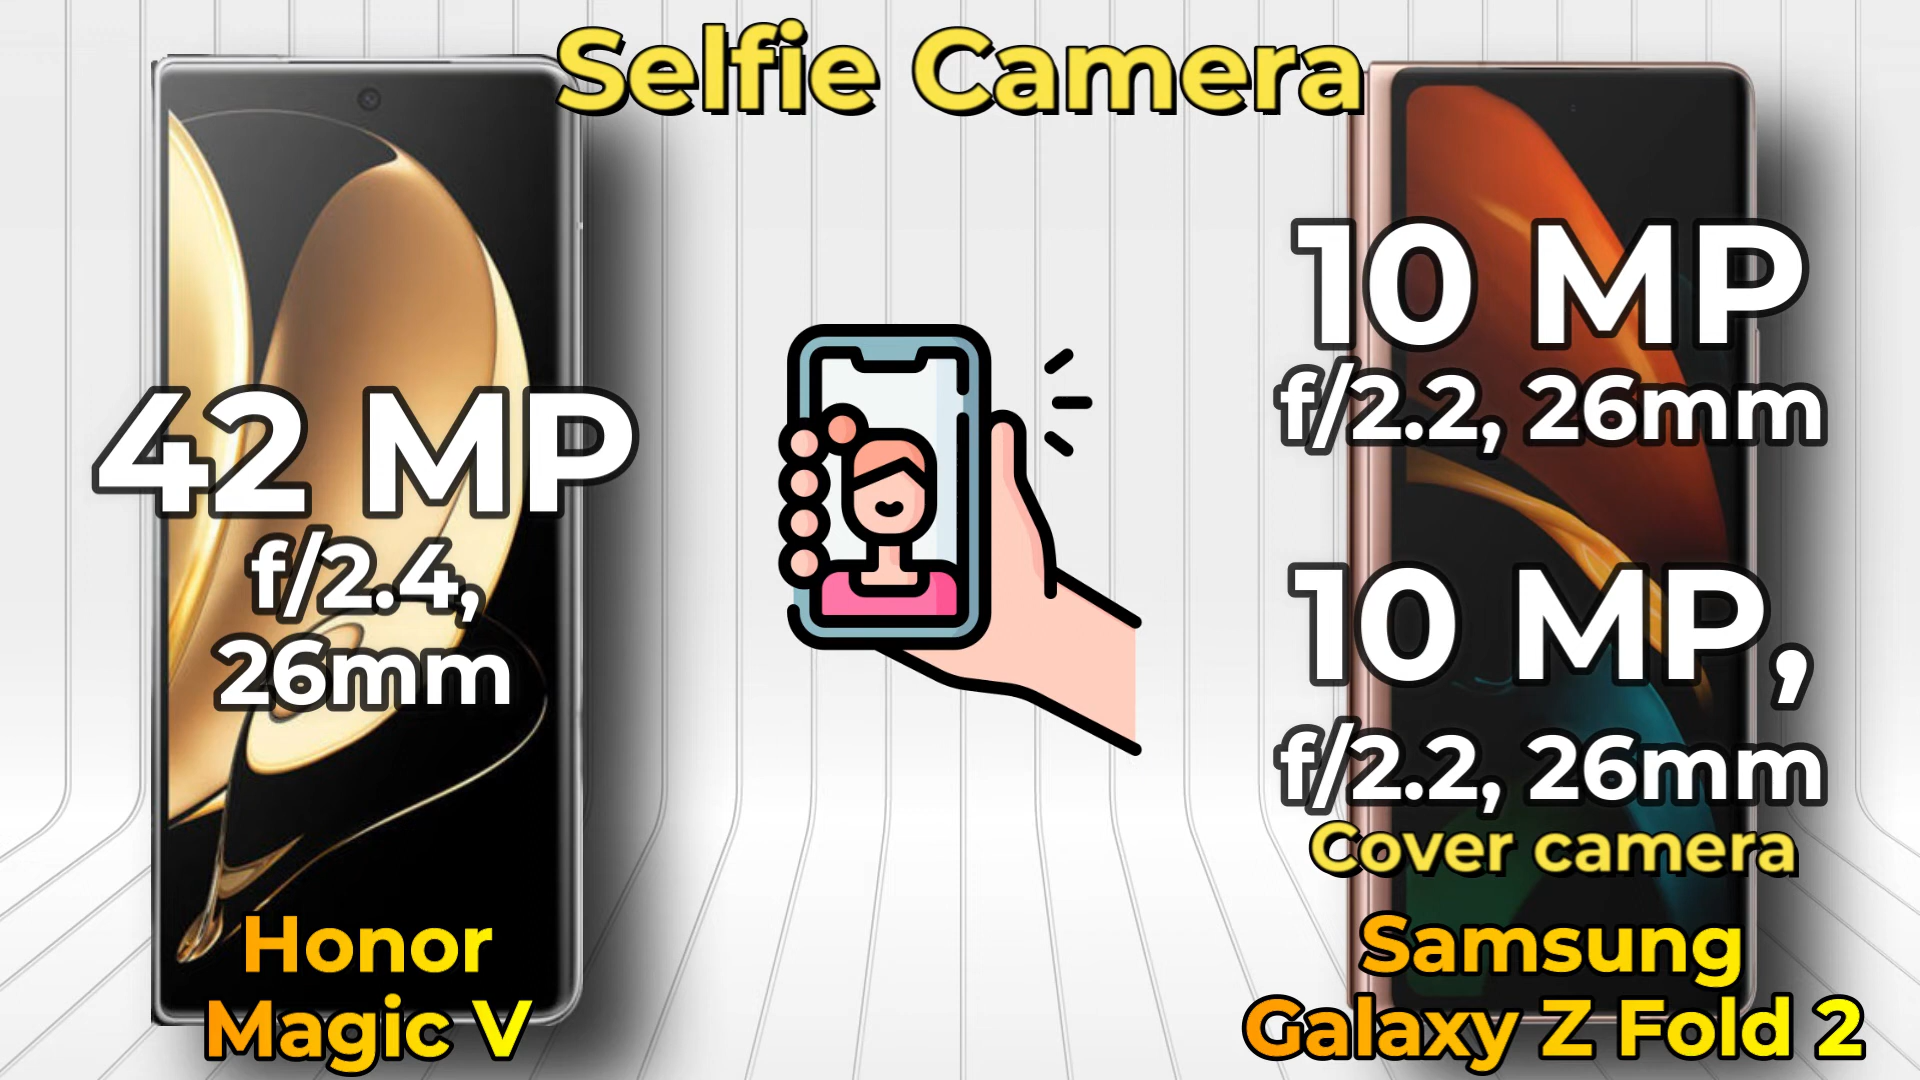 Selfie Camera
42 MP
f/2.4,
26mm
Honor
Magic V
10 MP
f/2.2, 26mm
10 MP,
f/2.2, 26mm
Cover camera
Samsung
Galaxy Z Fold 2